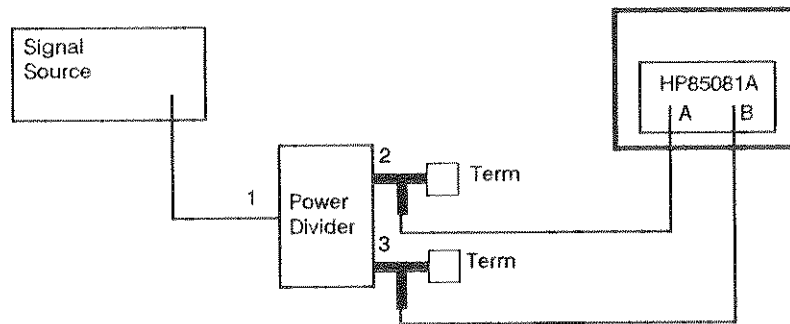 Signal
Source
HP85081A
A B
2
Term
1
Power
Divider
3
Term